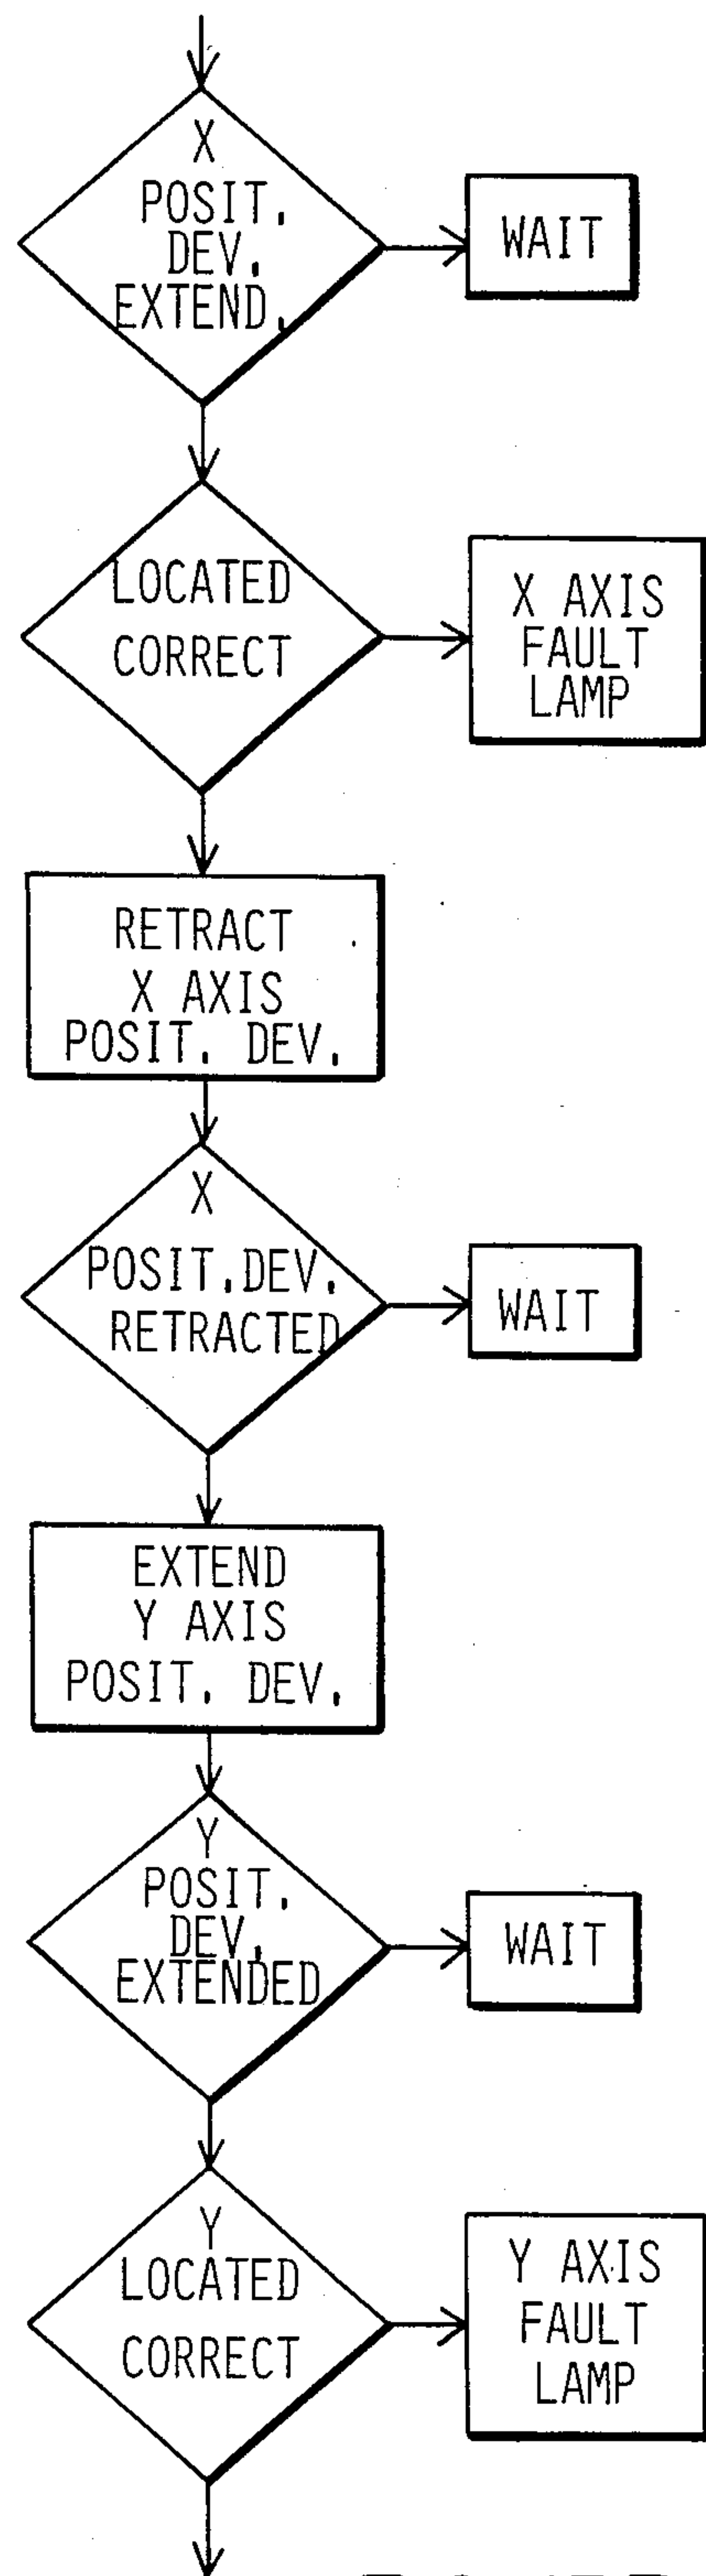 X
POSIT.
DEV.
EXTEND.
WAIT
LOCATED
CORRECT
X AXIS
FAULT
LAMP
RETRACT
X AXIS
POSIT. DEV.
X
POSIT.DEV.
RETRACTED
WAIT
EXTEND
Y AXIS
POSIT. DEV.
Y
POSIT.
DEV.
EXTENDED
WAIT
Y
LOCATED
CORRECT
Y AXIS
FAULT
LAMP